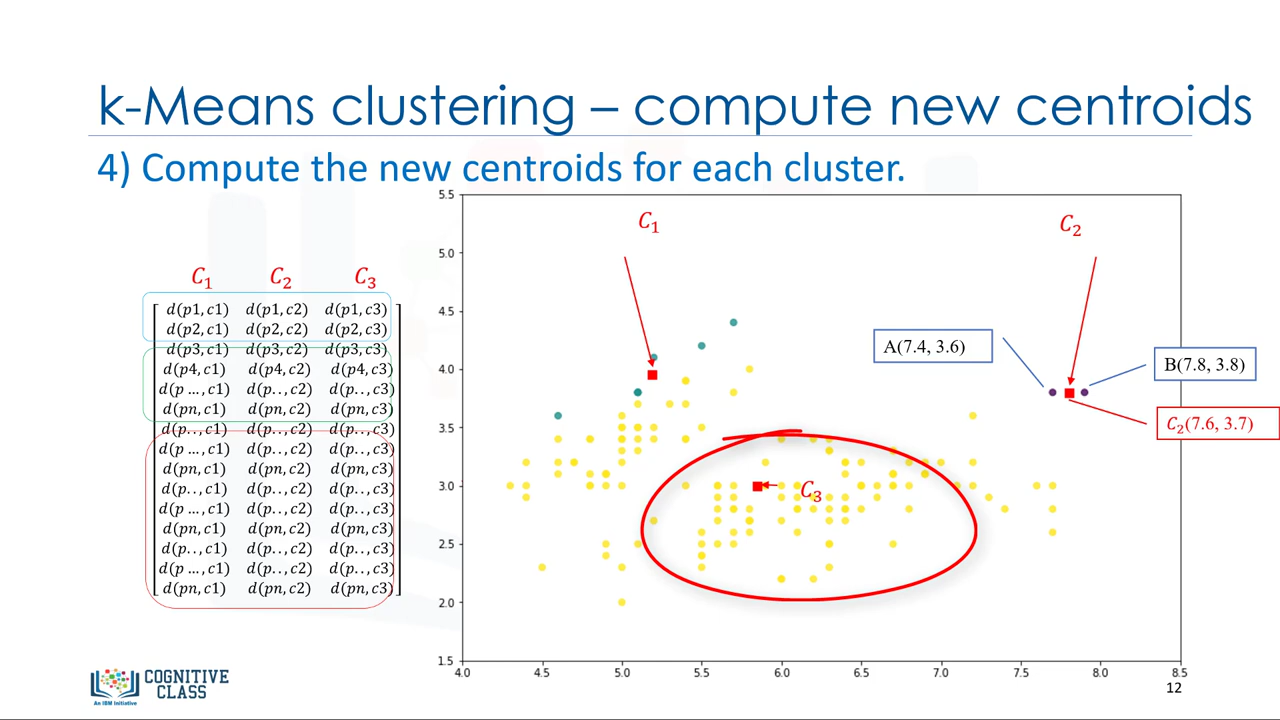 k-Means clustering – compute new centroids
4) Compute the new centroids for each cluster.
C₁ C₂ C₃
d(p1, c1) d(p1, c2) d(p1, c3)
d(p2, c1) d(p2, c2) d(p2, c3)
d(p3, c1) d(p3, c2) d(p3, c3)
d(p4, c1) d(p4, c2) d(p4, c3)
d(p ..., c1) d(p.., c2) d(p.., c3)
d(pn, c1) d(pn, c2) d(pn, c3)
d(p.., c1) d(p.., c2) d(p.., c3)
d(p ..., c1) d(p.., c2) d(p.., c3)
d(pn, c1) d(pn, c2) d(pn, c3)
d(p.., c1) d(p.., c2) d(p.., c3)
d(p ..., c1) d(p.., c2) d(p.., c3)
d(pn, c1) d(pn, c2) d(pn, c3)
d(p.., c1) d(p.., c2) d(p.., c3)
d(p ..., c1) d(p.., c2) d(p.., c3)
d(pn, c1) d(pn, c2) d(pn, c3)
5.5
5.0
4.5
4.0
3.5
3.0
2.5
2.0
1.5
C₁
C₂
A(7.4, 3.6)
B(7.8, 3.8)
C₂(7.6, 3.7)
C₃
4.0 4.5 5.0 5.5 6.0 6.5 7.0 7.5 8.0 8.5
COGNITIVE
CLASS
An IBM Initiative
12